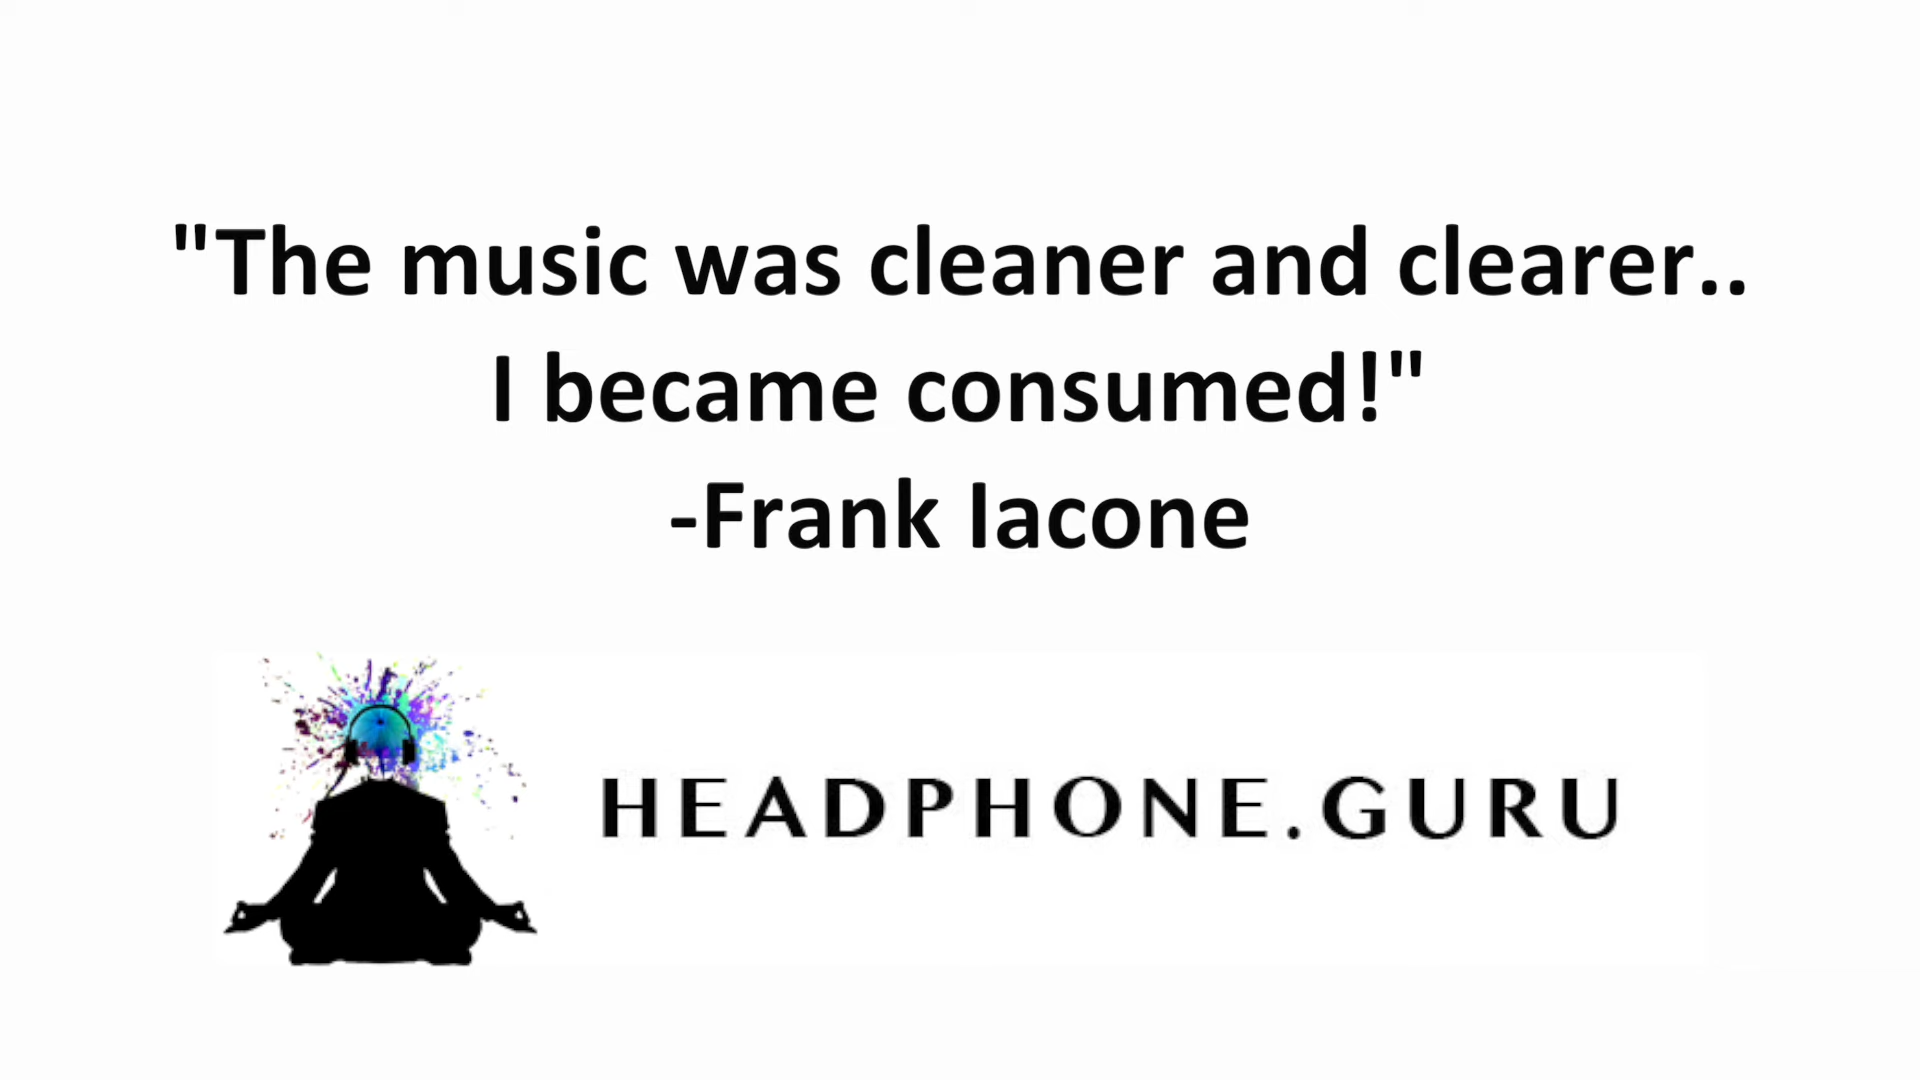 "The music was cleaner and clearer..
I became consumed!"
-Frank Iacone
HEADPHONE.GURU